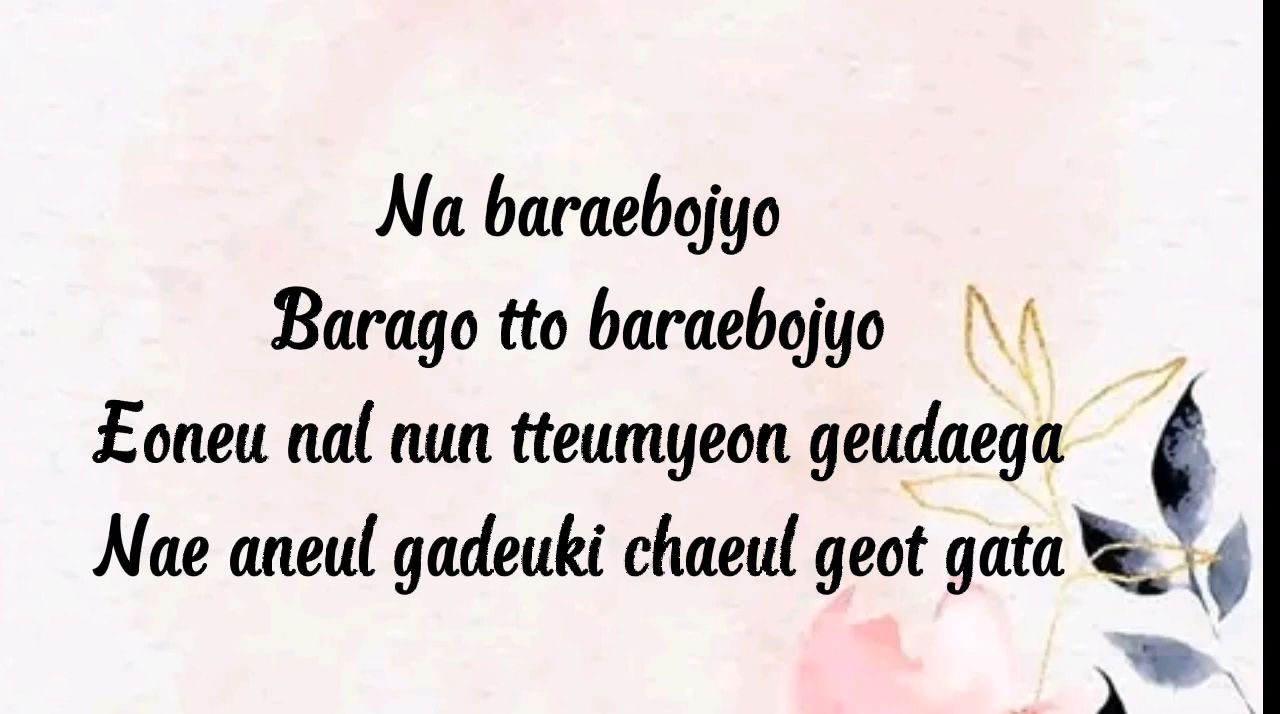 Na baraebojyo
Barago tto baraebojyo
Eoneu nal nun tteumyeon geudaega
Nae aneul gadeuki chaeul geot gata